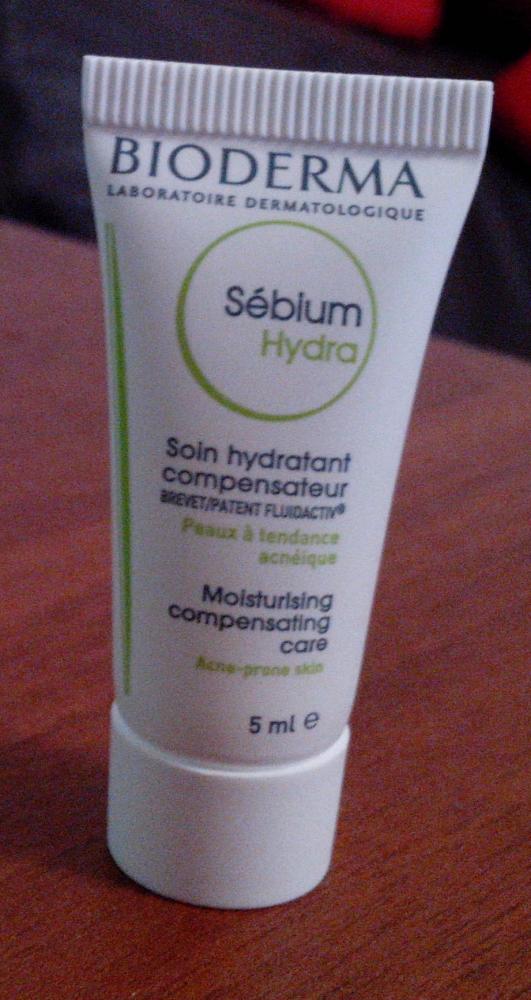 BIODERMA
LABORATOIRE DERMATOLOGIQUE
Sébium
Hydra
Soin hydratant
compensateur
BREVET/PATENT FLUIDACTIV®
Peaux à tendance
acnéique
Moisturising
compensating
care
Acne-prone skin
5 ml e